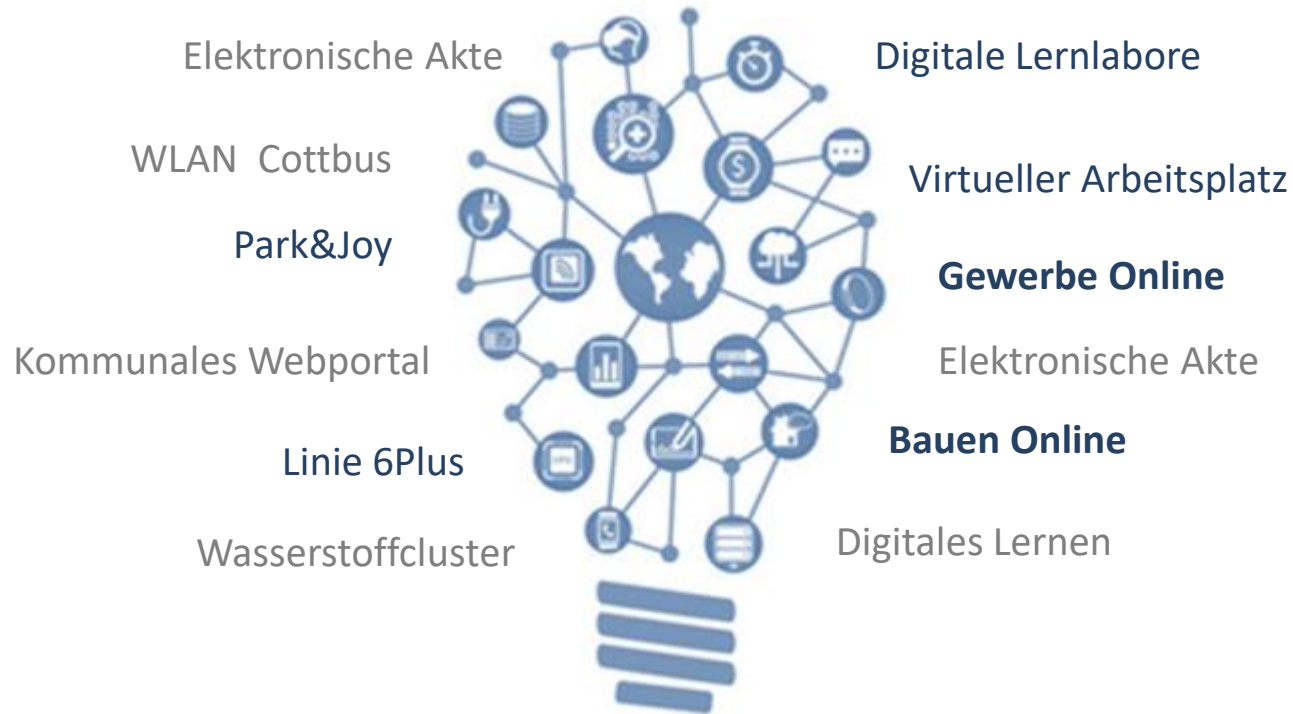 Elektronische Akte
Digitale Lernlabore
WLAN  Cottbus
Virtueller Arbeitsplatz
Park&Joy
Gewerbe Online
Kommunales Webportal
Elektronische Akte
Bauen Online
Linie 6Plus
Wasserstoffcluster
Digitales Lernen